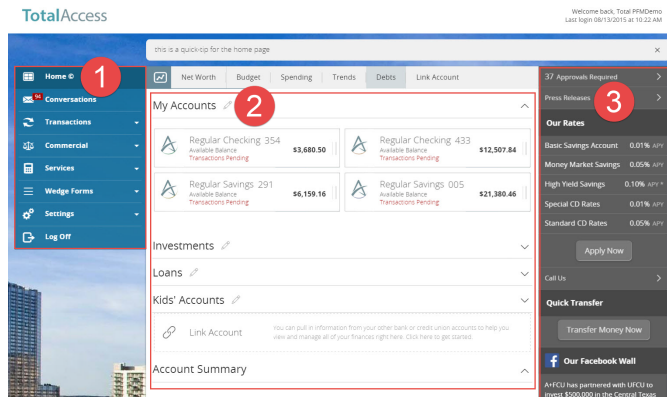 TotalAccess
Welcome back, Total PFMDemo
Last login 08/13/2015 at 10:22 AM
this is a quick-tip for the home page
×
Home ©
1
94
Conversations
Transactions
Commercial
Services
Wedge Forms
Settings
Log Off
Net Worth Budget Spending Trends Debts Link Account
My Accounts
2
Regular Checking 354
Available Balance
Transactions Pending
$3,680.50
Regular Checking 433
Available Balance
Transactions Pending
$12,507.84
Regular Savings 291
Available Balance
Transactions Pending
$6,159.16
Regular Savings 005
Available Balance
Transactions Pending
$21,380.46
Investments
Loans
Kids' Accounts
Link Account
You can pull in information from your other bank or credit union accounts to help you
view and manage all of your finances right here. Click here to get started.
Account Summary
37 Approvals Required
Press Releases
3
Our Rates
Basic Savings Account 0.01% APY
Money Market Savings 0.05% APY
High Yield Savings 0.10% APY *
Special CD Rates 0.01% APY
Standard CD Rates 0.05% APY
Apply Now
Call Us
Quick Transfer
Transfer Money Now
f Our Facebook Wall
A+FCU has partnered with UFCU to
invest $500,000 in the Central Texas